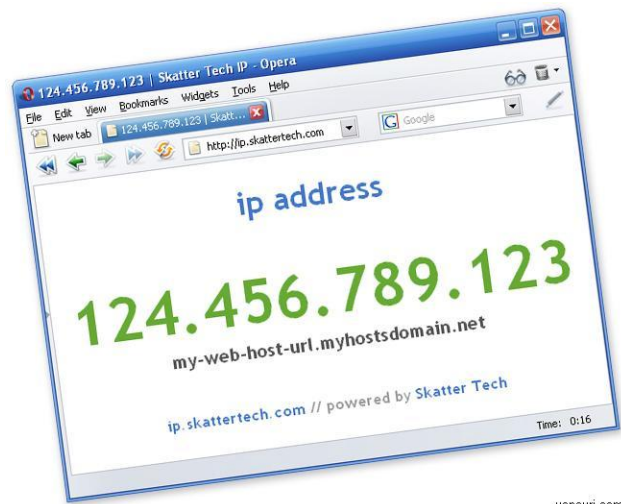 124.456.789.123 | Skatter Tech IP - Opera
File Edit View Bookmarks Widgets Tools Help
New tab 124.456.789.123 | Skatt...
http://ip.skattertech.com Google
ip address
124.456.789.123
my-web-host-url.myhostsdomain.net
ip.skattertech.com // powered by Skatter Tech
Time: 0:16